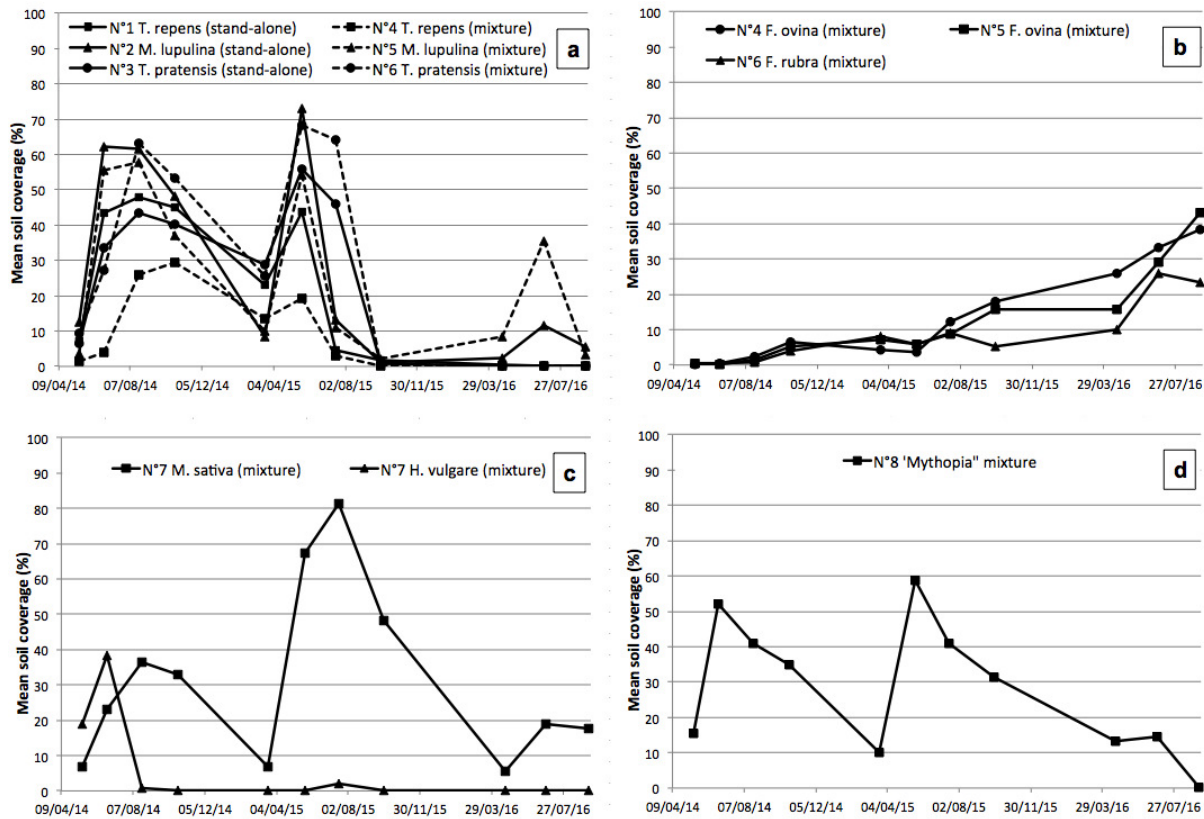 N°1 T. repens (stand-alone) N°4 T. repens (mixture)
N°2 M. lupulina (stand-alone) N°5 M. lupulina (mixture)
N°3 T. pratensis (stand-alone) N°6 T. pratensis (mixture)
a
Mean soil coverage (%)
100
90
80
70
60
50
40
30
20
10
0
09/04/14 07/08/14 05/12/14 04/04/15 02/08/15 30/11/15 29/03/16 27/07/16
N°4 F. ovina (mixture) N°5 F. ovina (mixture)
N°6 F. rubra (mixture)
b
Mean soil coverage (%)
100
90
80
70
60
50
40
30
20
10
0
09/04/14 07/08/14 05/12/14 04/04/15 02/08/15 30/11/15 29/03/16 27/07/16
N°7 M. sativa (mixture) N°7 H. vulgare (mixture)
c
Mean soil coverage (%)
100
90
80
70
60
50
40
30
20
10
0
09/04/14 07/08/14 05/12/14 04/04/15 02/08/15 30/11/15 29/03/16 27/07/16
N°8 'Mythopia" mixture
d
Mean soil coverage (%)
100
90
80
70
60
50
40
30
20
10
0
09/04/14 07/08/14 05/12/14 04/04/15 02/08/15 30/11/15 29/03/16 27/07/16